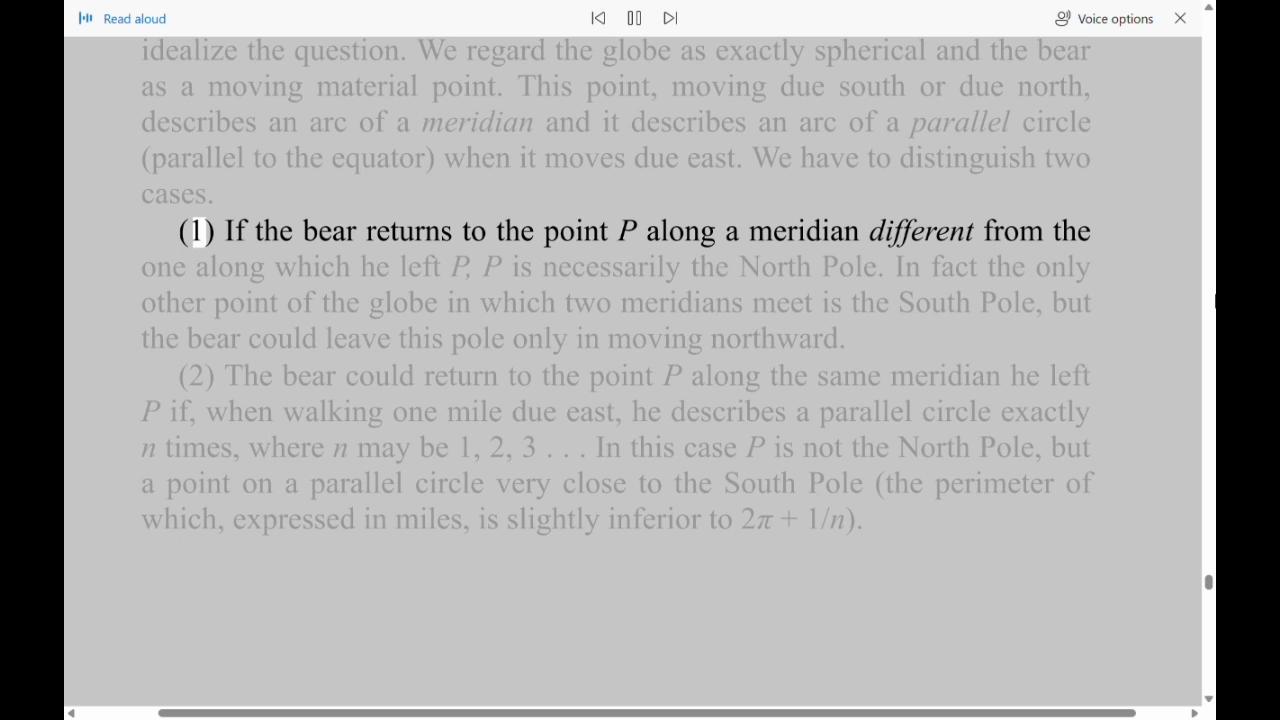 Read aloud
Voice options
idealize the question. We regard the globe as exactly spherical and the bear
as a moving material point. This point, moving due south or due north,
describes an arc of a meridian and it describes an arc of a parallel circle
(parallel to the equator) when it moves due east. We have to distinguish two
cases.
(1) If the bear returns to the point P along a meridian different from the
one along which he left P, P is necessarily the North Pole. In fact the only
other point of the globe in which two meridians meet is the South Pole, but
the bear could leave this pole only in moving northward.
(2) The bear could return to the point P along the same meridian he left
P if, when walking one mile due east, he describes a parallel circle exactly
n times, where n may be 1, 2, 3 . . . In this case P is not the North Pole, but
a point on a parallel circle very close to the South Pole (the perimeter of
which, expressed in miles, is slightly inferior to 2π + 1/n).